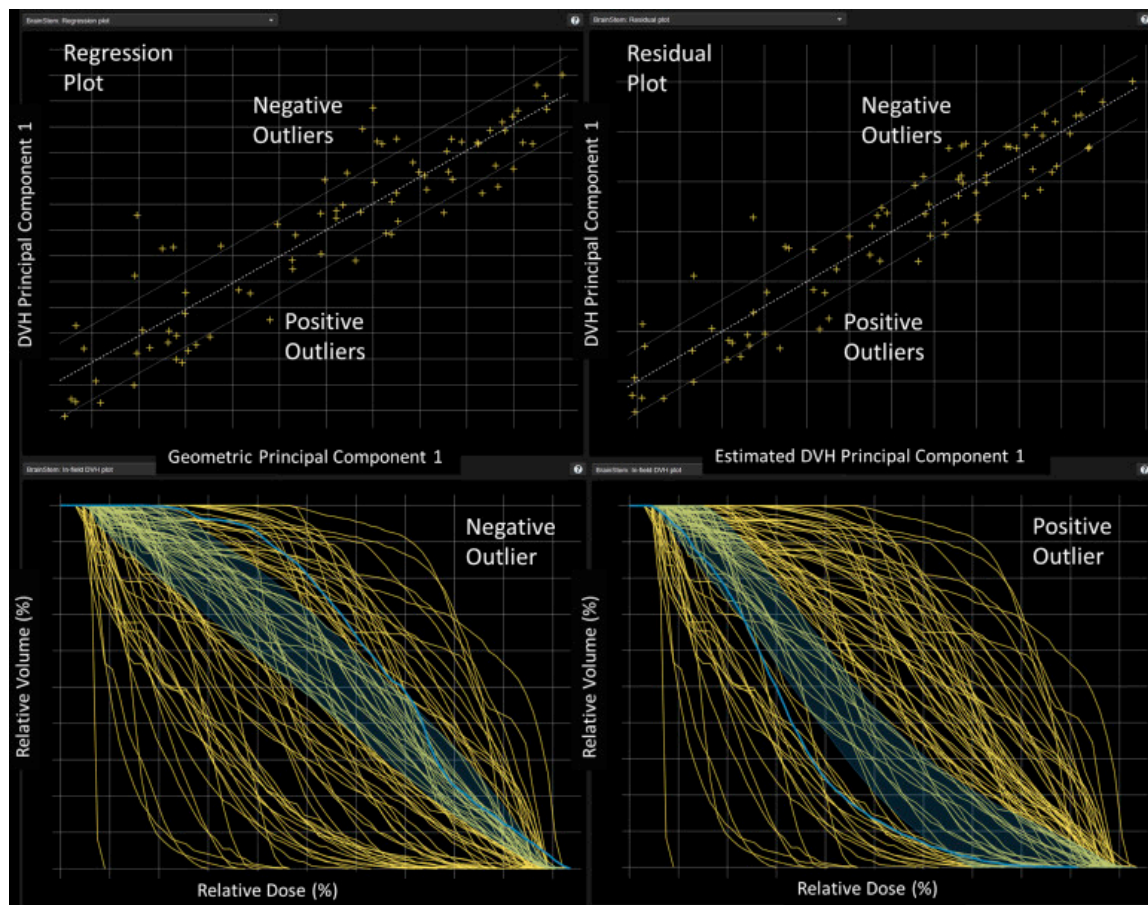 BrainStem: Regression plot
BrainStem: Residual plot
Regression
Plot
Negative
Outliers
Positive
Outliers
DVH Principal Component 1
Geometric Principal Component 1
Residual
Plot
Negative
Outliers
Positive
Outliers
DVH Principal Component 1
Estimated DVH Principal Component 1
BrainStem: In-field DVH plot
BrainStem: In-field DVH plot
Negative
Outlier
Relative Volume (%)
Relative Dose (%)
Positive
Outlier
Relative Volume (%)
Relative Dose (%)